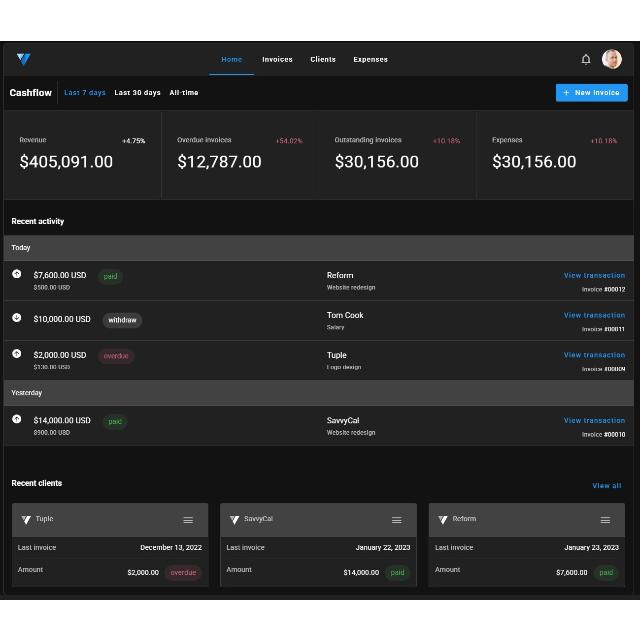 Home Invoices Clients Expenses
Cashflow Last 7 days Last 30 days All-time + New invoice
Revenue +4.75% Overdue invoices +54.02% Outstanding invoices +10.18% Expenses +10.18%
$405,091.00 $12,787.00 $30,156.00 $30,156.00
Recent activity
Today
$7,600.00 USD paid Reform View transaction
$500.00 USD Website redesign Invoice #00012
$10,000.00 USD withdraw Tom Cook View transaction
Salary Invoice #00011
$2,000.00 USD overdue Tuple View transaction
$130.00 USD Logo design Invoice #00009
Yesterday
$14,000.00 USD paid SavvyCal View transaction
$900.00 USD Website redesign Invoice #00010
Recent clients View all
Tuple SavvyCal Reform
Last invoice December 13, 2022 Last invoice January 22, 2023 Last invoice January 23, 2023
Amount $2,000.00 overdue Amount $14,000.00 paid Amount $7,600.00 paid